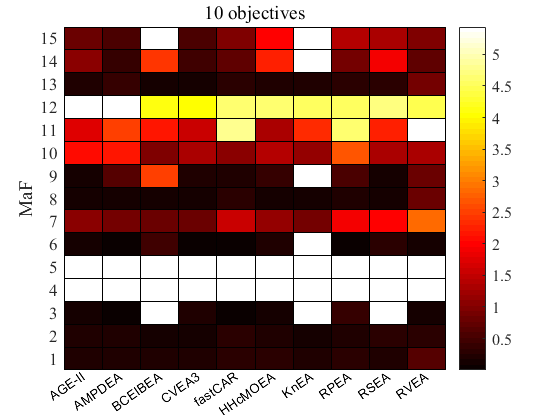 10 objectives
MaF
15
14
13
12
11
10
9
8
7
6
5
4
3
2
1
AGE-II
AMPDEA
BCEIBEA
CVEA3
fastCAR
HHcMOEA
KnEA
RPEA
RSEA
RVEA
5
4.5
4
3.5
3
2.5
2
1.5
1
0.5